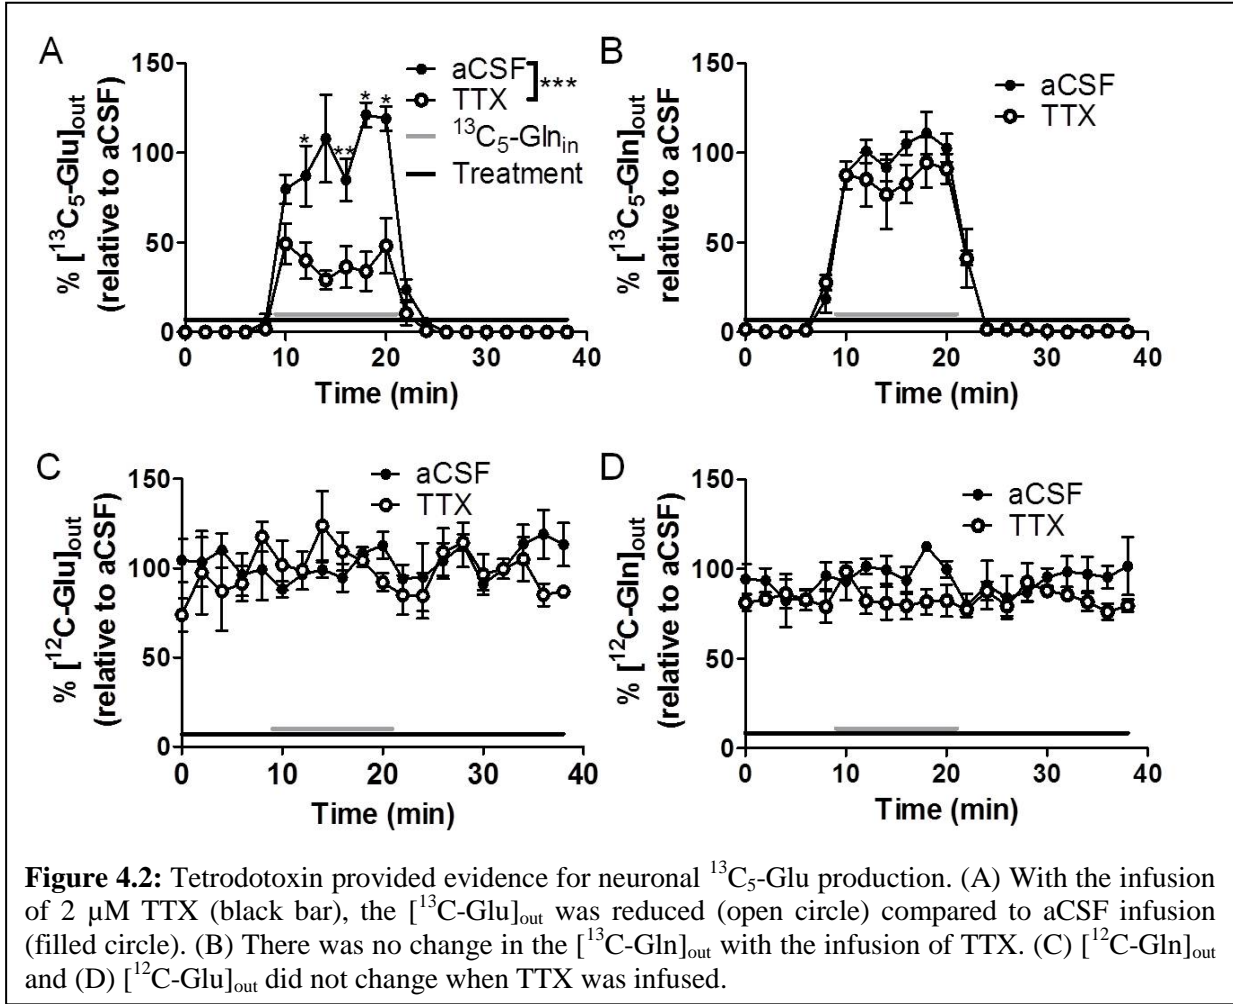 A
% [¹³C₅-Glu]out
(relative to aCSF)
150
100
50
0
0 10 20 30 40
Time (min)
* ** * *
aCSF
TTX
***
¹³C₅-Glnin
Treatment
B
% [¹³C₅-Gln]out
relative to aCSF
150
100
50
0
0 10 20 30 40
Time (min)
aCSF
TTX
C
% [¹²C-Glu]out
(relative to aCSF)
150
100
50
0
0 10 20 30 40
Time (min)
aCSF
TTX
D
% [¹²C-Gln]out
(relative to aCSF)
150
100
50
0
0 10 20 30 40
Time (min)
aCSF
TTX
Figure 4.2: Tetrodotoxin provided evidence for neuronal ¹³C₅-Glu production. (A) With the infusion
of 2 µM TTX (black bar), the [¹³C-Glu]out was reduced (open circle) compared to aCSF infusion
(filled circle). (B) There was no change in the [¹³C-Gln]out with the infusion of TTX. (C) [¹²C-Gln]out
and (D) [¹²C-Glu]out did not change when TTX was infused.